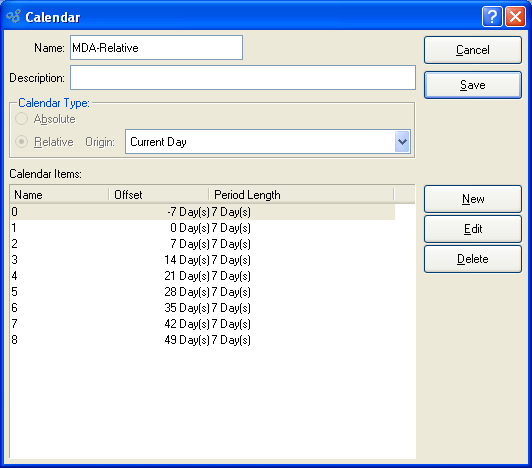 Calendar
Name: MDA-Relative
Cancel
Description:
Save
Calendar Type:
Absolute
Relative Origin: Current Day
Calendar Items:
Name Offset Period Length
New
0 -7 Day(s) 7 Day(s)
1 0 Day(s) 7 Day(s)
Edit
2 7 Day(s) 7 Day(s)
3 14 Day(s) 7 Day(s)
Delete
4 21 Day(s) 7 Day(s)
5 28 Day(s) 7 Day(s)
6 35 Day(s) 7 Day(s)
7 42 Day(s) 7 Day(s)
8 49 Day(s) 7 Day(s)